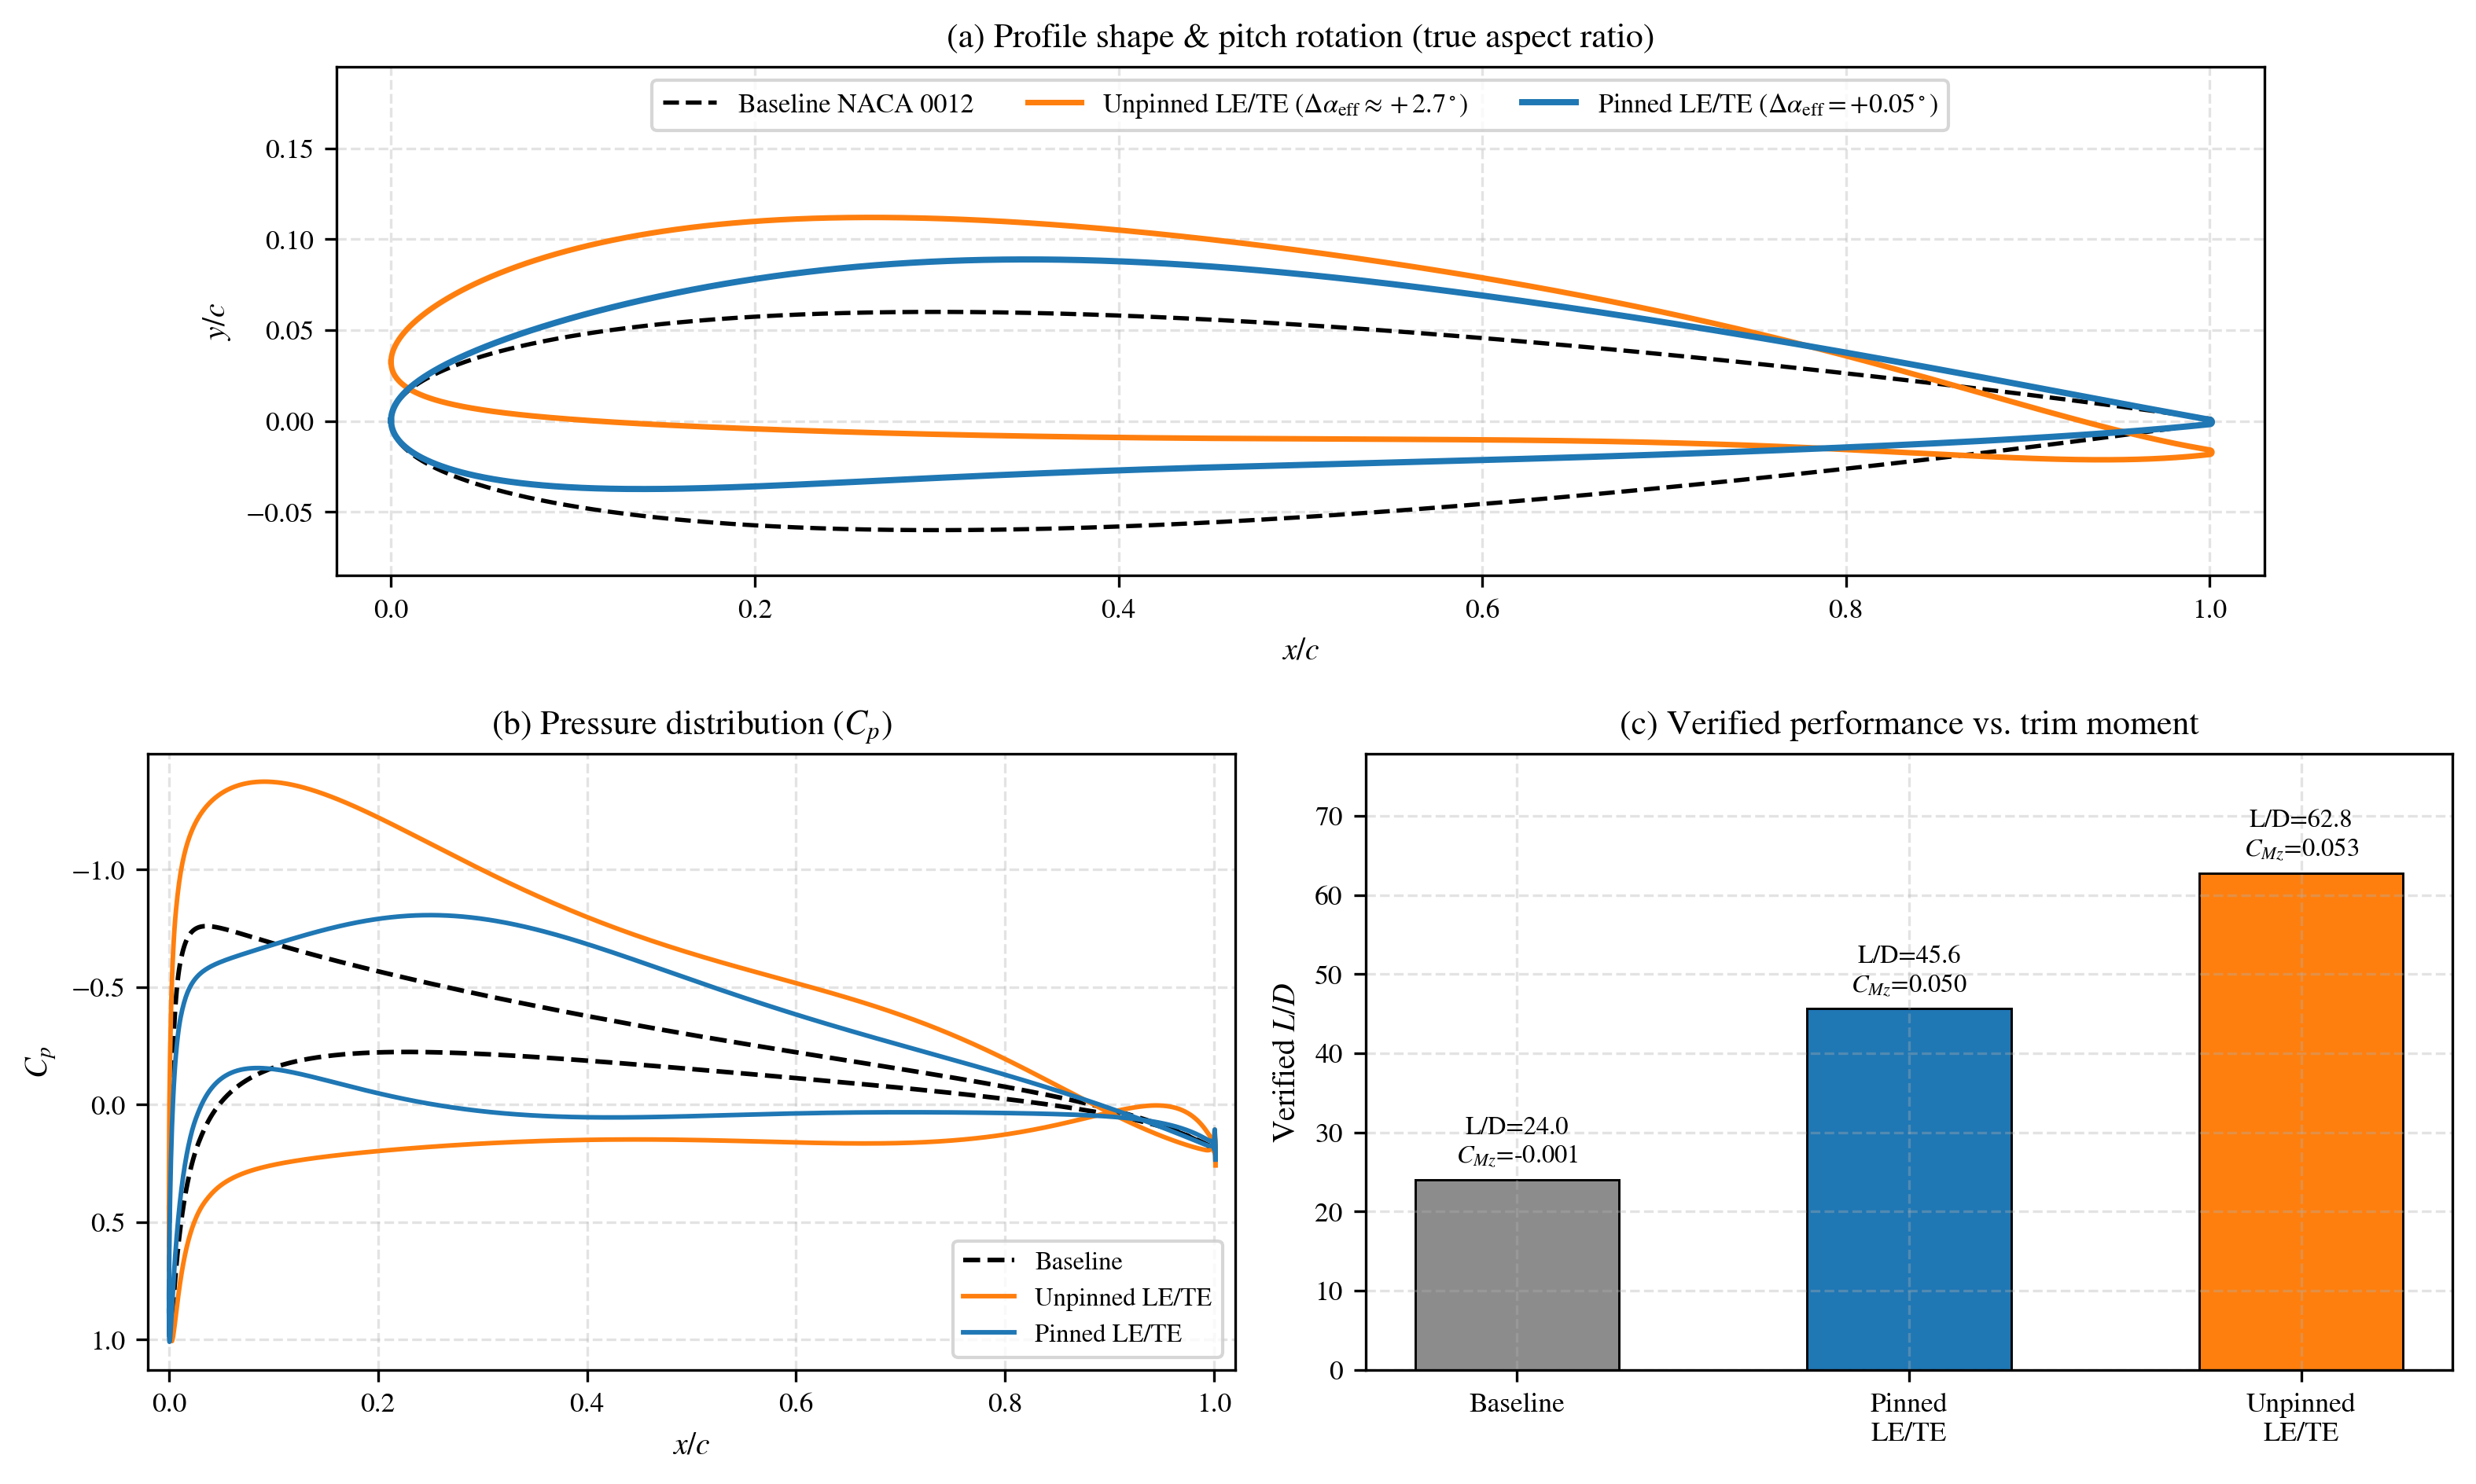 (a) Profile shape & pitch rotation (true aspect ratio)
Baseline NACA 0012
Unpinned LE/TE (Δα_eff ≈ +2.7°)
Pinned LE/TE (Δα_eff = +0.05°)
y/c
0.15
0.10
0.05
0.00
−0.05
0.0 0.2 0.4 0.6 0.8 1.0
x/c
(b) Pressure distribution (C_p)
C_p
−1.0
−0.5
0.0
0.5
1.0
Baseline
Unpinned LE/TE
Pinned LE/TE
0.0 0.2 0.4 0.6 0.8 1.0
x/c
(c) Verified performance vs. trim moment
Verified L/D
70
60
50
40
30
20
10
0
L/D=24.0
C_Mz=-0.001
L/D=45.6
C_Mz=0.050
L/D=62.8
C_Mz=0.053
Baseline
Pinned
LE/TE
Unpinned
LE/TE